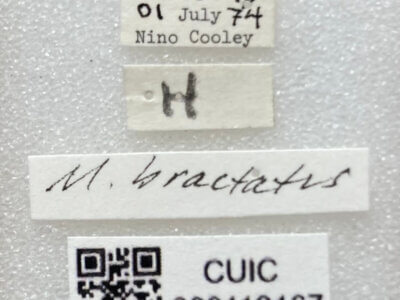 01 July 74
Nino Cooley
H
M. bractatus
CUIC